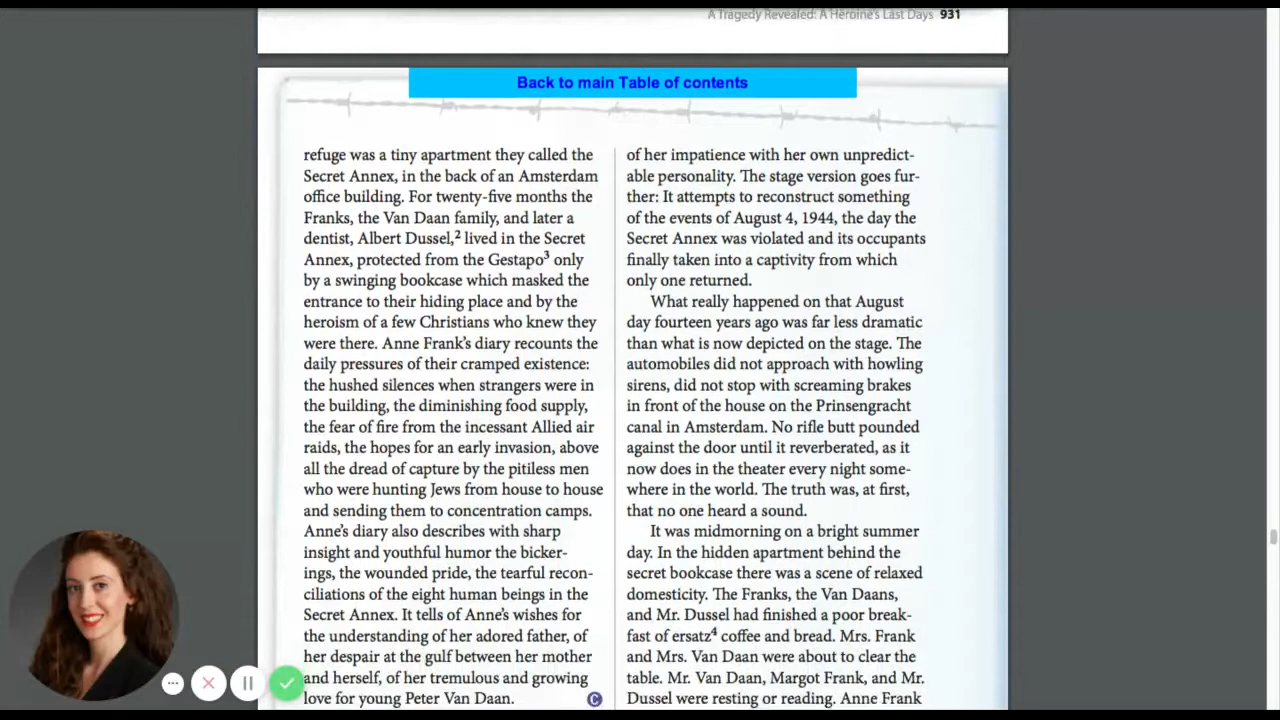 A Tragedy Revealed: A Heroine's Last Days 931
Back to main Table of contents
refuge was a tiny apartment they called the
Secret Annex, in the back of an Amsterdam
office building. For twenty-five months the
Franks, the Van Daan family, and later a
dentist, Albert Dussel,2 lived in the Secret
Annex, protected from the Gestapo3 only
by a swinging bookcase which masked the
entrance to their hiding place and by the
heroism of a few Christians who knew they
were there. Anne Frank's diary recounts the
daily pressures of their cramped existence:
the hushed silences when strangers were in
the building, the diminishing food supply,
the fear of fire from the incessant Allied air
raids, the hopes for an early invasion, above
all the dread of capture by the pitiless men
who were hunting Jews from house to house
and sending them to concentration camps.
Anne's diary also describes with sharp
insight and youthful humor the bicker-
ings, the wounded pride, the tearful recon-
ciliations of the eight human beings in the
Secret Annex. It tells of Anne's wishes for
the understanding of her adored father, of
her despair at the gulf between her mother
and herself, of her tremulous and growing
love for young Peter Van Daan.
C
of her impatience with her own unpredict-
able personality. The stage version goes fur-
ther: It attempts to reconstruct something
of the events of August 4, 1944, the day the
Secret Annex was violated and its occupants
finally taken into a captivity from which
only one returned.
What really happened on that August
day fourteen years ago was far less dramatic
than what is now depicted on the stage. The
automobiles did not approach with howling
sirens, did not stop with screaming brakes
in front of the house on the Prinsengracht
canal in Amsterdam. No rifle butt pounded
against the door until it reverberated, as it
now does in the theater every night some-
where in the world. The truth was, at first,
that no one heard a sound.
It was midmorning on a bright summer
day. In the hidden apartment behind the
secret bookcase there was a scene of relaxed
domesticity. The Franks, the Van Daans,
and Mr. Dussel had finished a poor break-
fast of ersatz4 coffee and bread. Mrs. Frank
and Mrs. Van Daan were about to clear the
table. Mr. Van Daan, Margot Frank, and Mr.
Dussel were resting or reading. Anne Frank